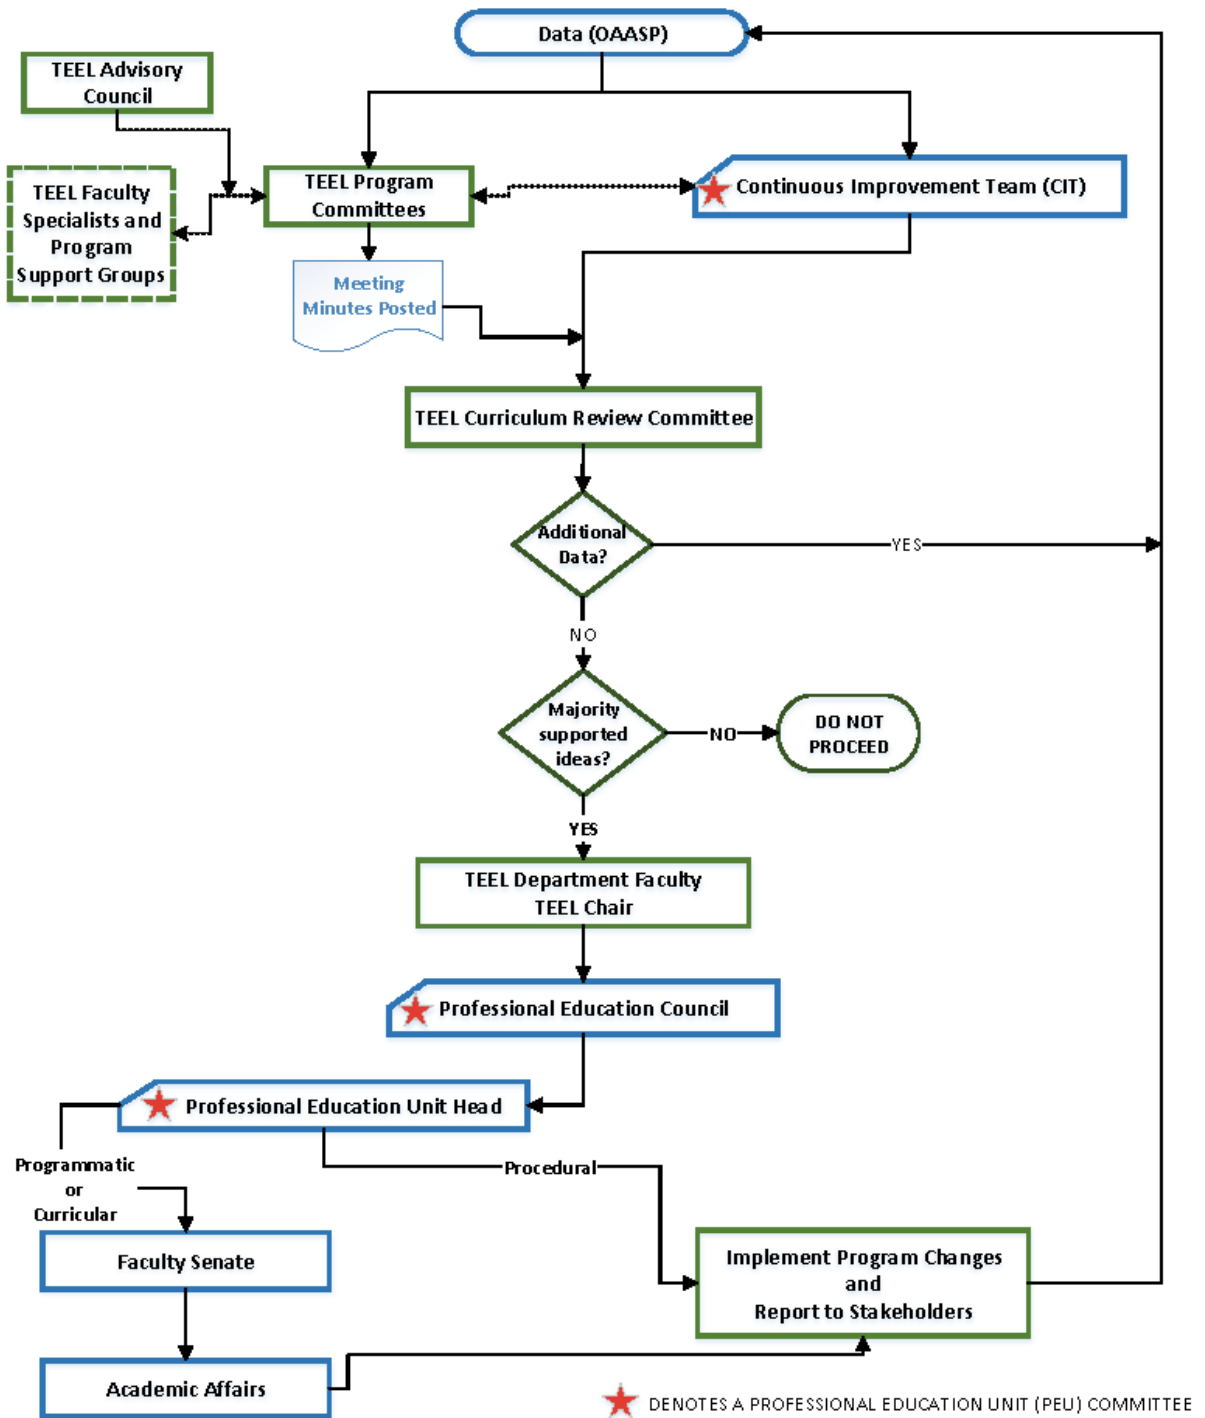 Data (OAASP)
TEEL Advisory
Council
TEEL Faculty
Specialists and
Program
Support Groups
TEEL Program
Committees
Continuous Improvement Team (CIT)
Meeting
Minutes Posted
TEEL Curriculum Review Committee
Additional
Data?
YES
NO
Majority
supported
ideas?
NO
DO NOT
PROCEED
YES
TEEL Department Faculty
TEEL Chair
Professional Education Council
Professional Education Unit Head
Programmatic
or
Curricular
Procedural
Faculty Senate
Implement Program Changes
and
Report to Stakeholders
Academic Affairs
DENOTES A PROFESSIONAL EDUCATION UNIT (PEU) COMMITTEE